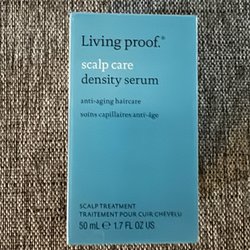 Living proof.®
scalp care
density serum
anti-aging haircare
soins capillaires anti-âge
SCALP TREATMENT
TRAITEMENT POUR CUIR CHEVELU
50 mL ℮ 1.7 FL OZ US